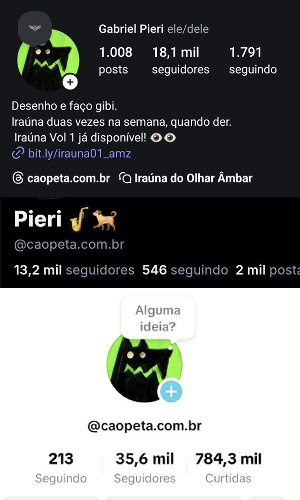 Gabriel Pieri ele/dele
1.008 18,1 mil 1.791
posts seguidores seguindo
Desenho e faço gibi.
Iraúna duas vezes na semana, quando der.
Iraúna Vol 1 já disponível! 👁️👁️
bit.ly/irauna01_amz
caopeta.com.br Iraúna do Olhar Âmbar
Pieri 🎷🐕
@caopeta.com.br
13,2 mil seguidores 546 seguindo 2 mil posts
Alguma
ideia?
@caopeta.com.br
213 35,6 mil 784,3 mil
Seguindo Seguidores Curtidas